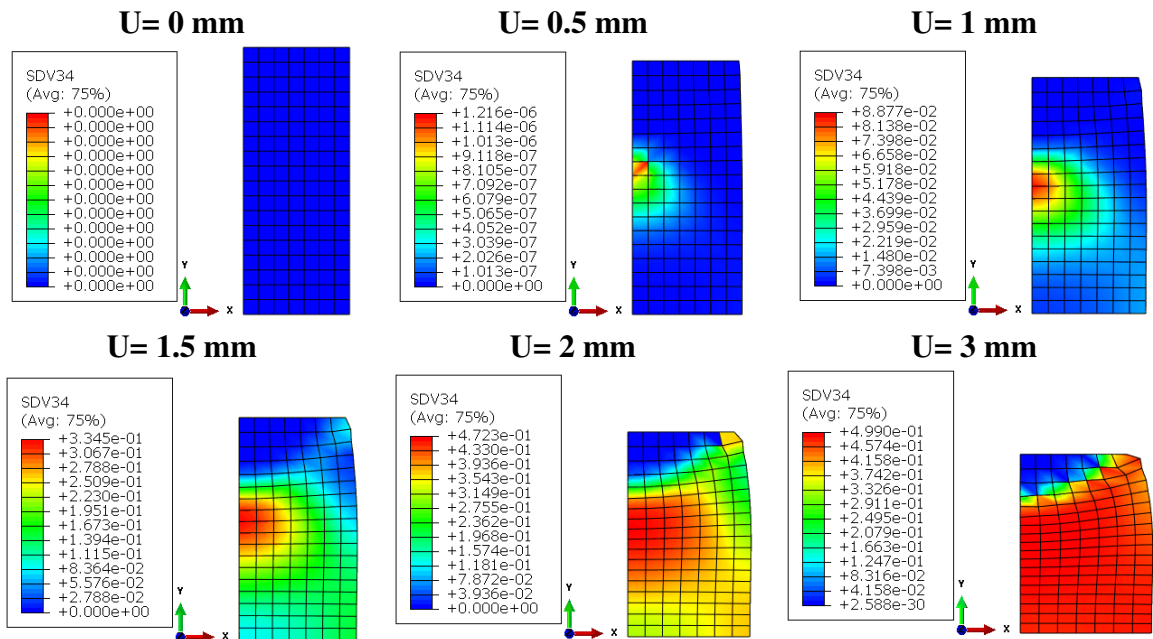 U= 0 mm
SDV34
(Avg: 75%)
+0.000e+00
+0.000e+00
+0.000e+00
+0.000e+00
+0.000e+00
+0.000e+00
+0.000e+00
+0.000e+00
+0.000e+00
+0.000e+00
+0.000e+00
+0.000e+00
+0.000e+00
Y
X
U= 0.5 mm
SDV34
(Avg: 75%)
+1.216e-06
+1.114e-06
+1.013e-06
+9.118e-07
+8.105e-07
+7.092e-07
+6.079e-07
+5.065e-07
+4.052e-07
+3.039e-07
+2.026e-07
+1.013e-07
+0.000e+00
Y
X
U= 1 mm
SDV34
(Avg: 75%)
+8.877e-02
+8.138e-02
+7.398e-02
+6.658e-02
+5.918e-02
+5.178e-02
+4.439e-02
+3.699e-02
+2.959e-02
+2.219e-02
+1.480e-02
+7.398e-03
+0.000e+00
Y
X
U= 1.5 mm
SDV34
(Avg: 75%)
+3.345e-01
+3.067e-01
+2.788e-01
+2.509e-01
+2.230e-01
+1.951e-01
+1.673e-01
+1.394e-01
+1.115e-01
+8.364e-02
+5.576e-02
+2.788e-02
+0.000e+00
Y
X
U= 2 mm
SDV34
(Avg: 75%)
+4.723e-01
+4.330e-01
+3.936e-01
+3.543e-01
+3.149e-01
+2.755e-01
+2.362e-01
+1.968e-01
+1.574e-01
+1.181e-01
+7.872e-02
+3.936e-02
+0.000e+00
Y
X
U= 3 mm
SDV34
(Avg: 75%)
+4.990e-01
+4.574e-01
+4.158e-01
+3.742e-01
+3.326e-01
+2.911e-01
+2.495e-01
+2.079e-01
+1.663e-01
+1.247e-01
+8.316e-02
+4.158e-02
+2.588e-30
Y
X